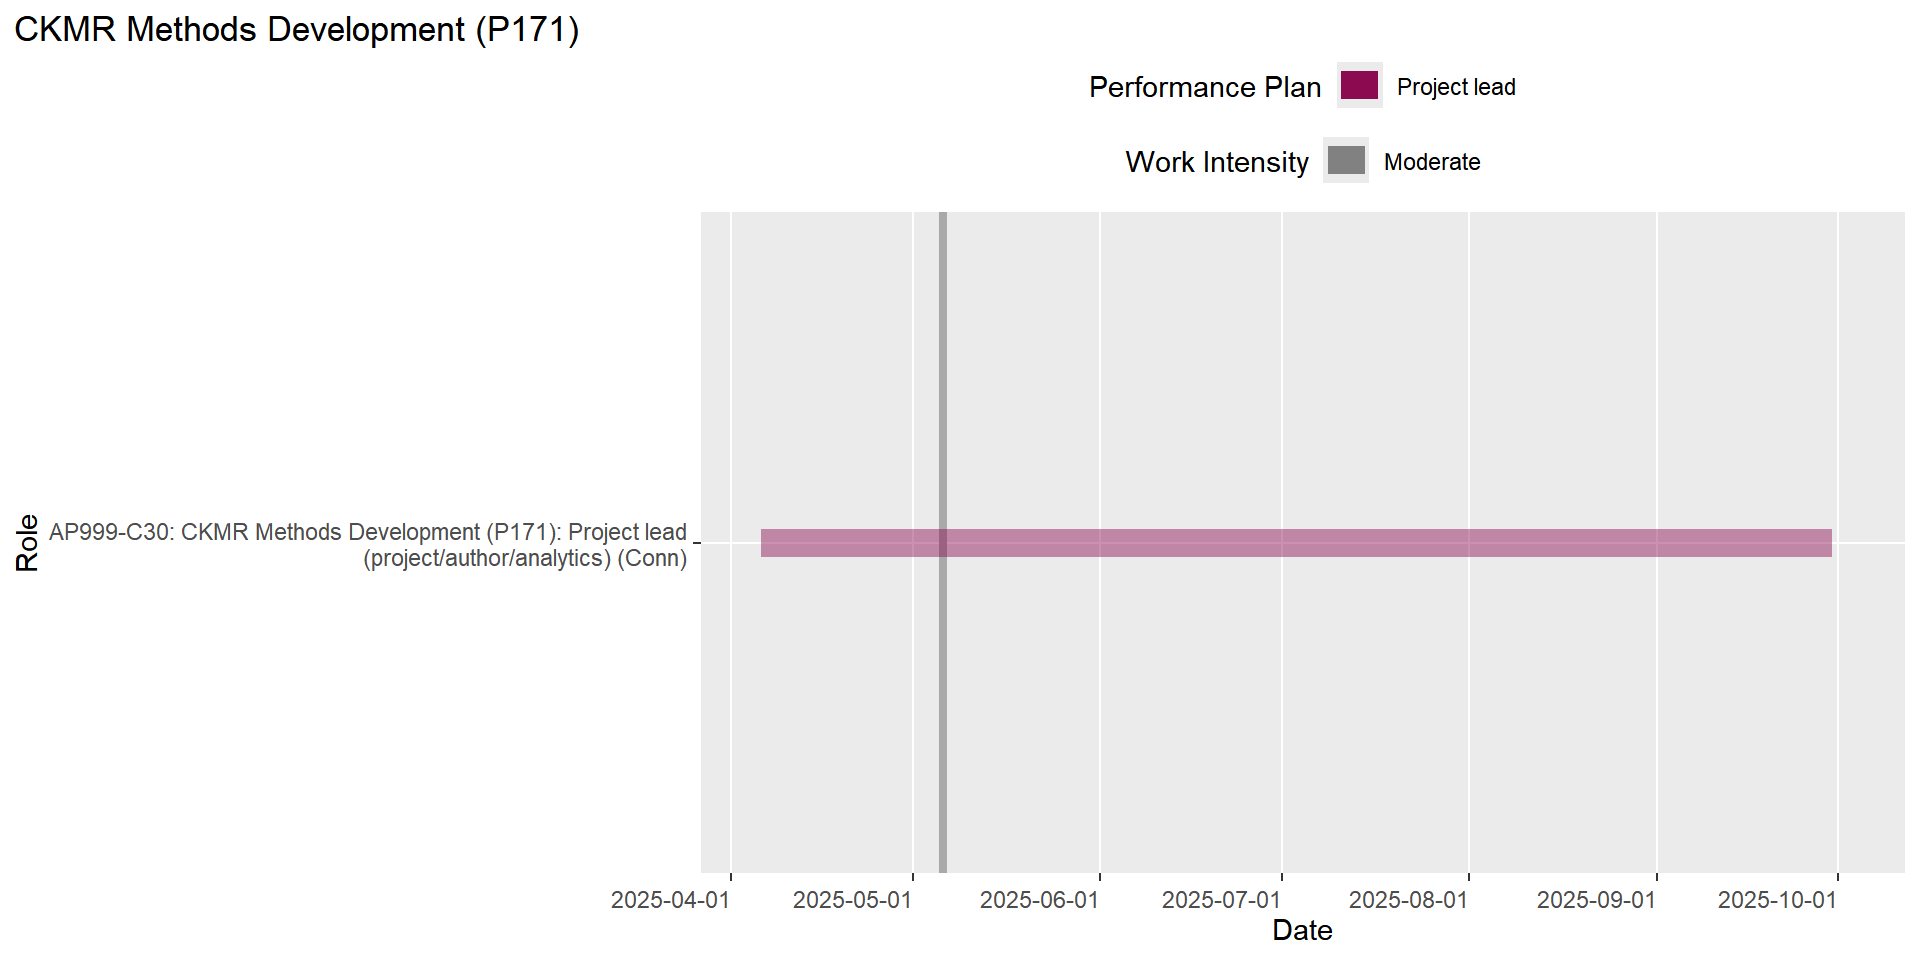 CKMR Methods Development (P171)
Performance Plan
Project lead
Work Intensity
Moderate
Role
AP999-C30: CKMR Methods Development (P171): Project lead
(project/author/analytics) (Conn)
2025-04-01
2025-05-01
2025-06-01
2025-07-01
2025-08-01
2025-09-01
2025-10-01
Date